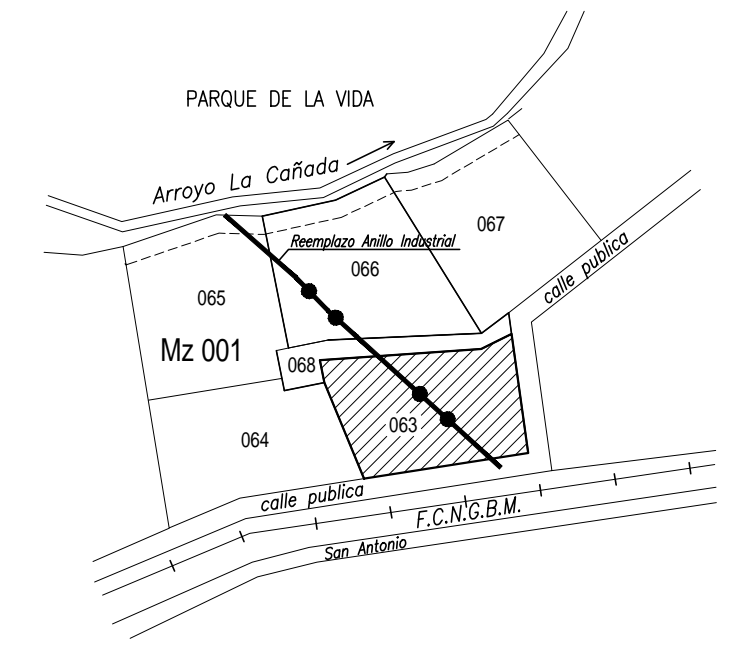 PARQUE DE LA VIDA
Arroyo La Cañada
067
Reemplazo Anillo Industrial
calle publica
066
065
Mz 001
068
063
064
calle publica
F.C.N.G.B.M.
San Antonio